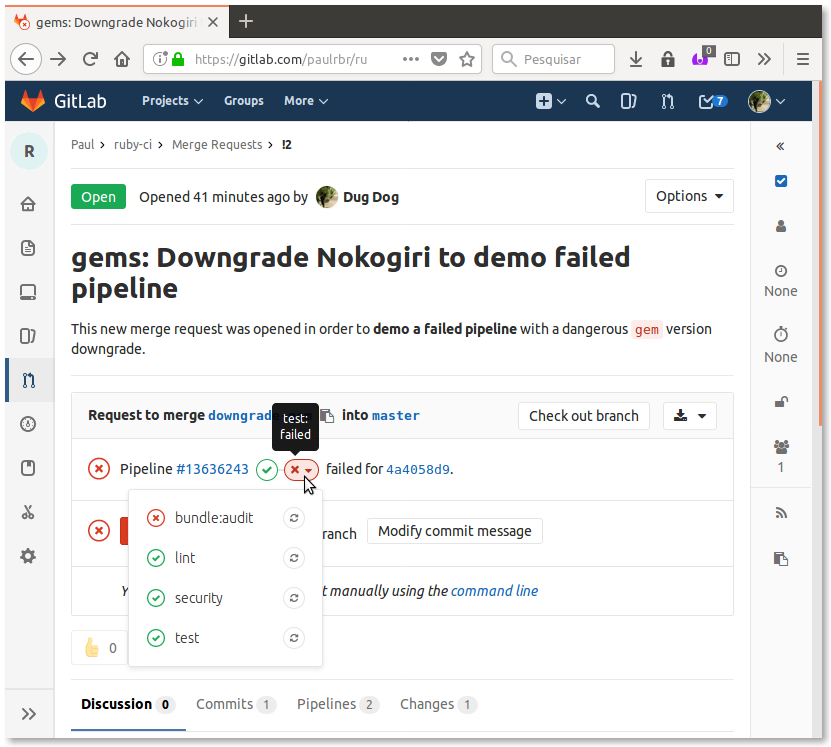 gems: Downgrade Nokogiri
https://gitlab.com/paulrbr/ru
Pesquisar
0
GitLab
Projects
Groups
More
7
R
Paul > ruby-ci > Merge Requests > !2
Open
Opened 41 minutes ago by Dug Dog
Options
gems: Downgrade Nokogiri to demo failed
pipeline
This new merge request was opened in order to demo a failed pipeline with a dangerous gem version
downgrade.
None
None
1
Request to merge downgrade into master
Check out branch
test:
failed
Pipeline #13636243 failed for 4a4058d9.
bundle:audit
lint
security
test
ranch
Modify commit message
t manually using the command line
0
Discussion 0
Commits 1
Pipelines 2
Changes 1